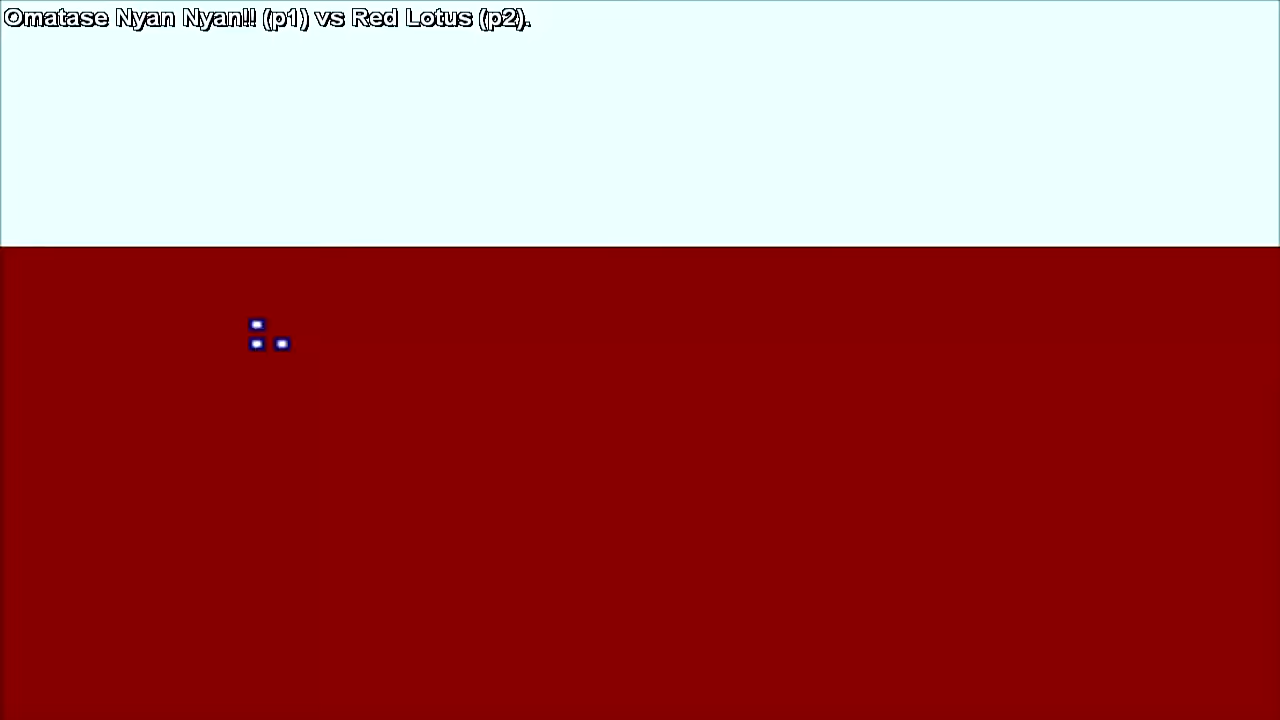 Omatase Nyan Nyan!! (p1) vs Red Lotus (p2).